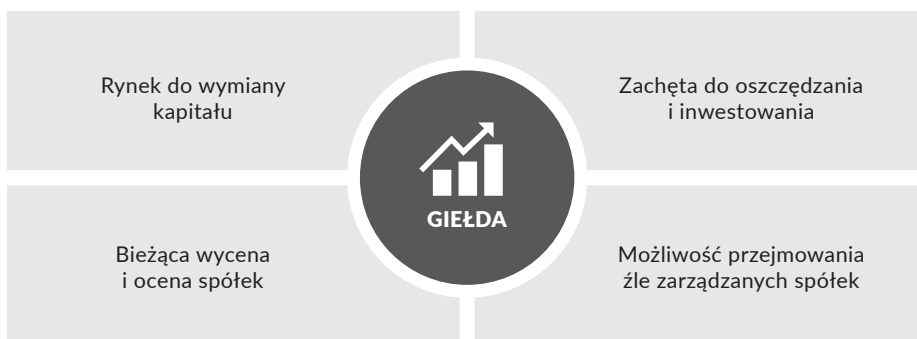 Rynek do wymiany
kapitału
Zachęta do oszczędzania
i inwestowania
GIEŁDA
Bieżąca wycena
i ocena spółek
Możliwość przejmowania
źle zarządzanych spółek